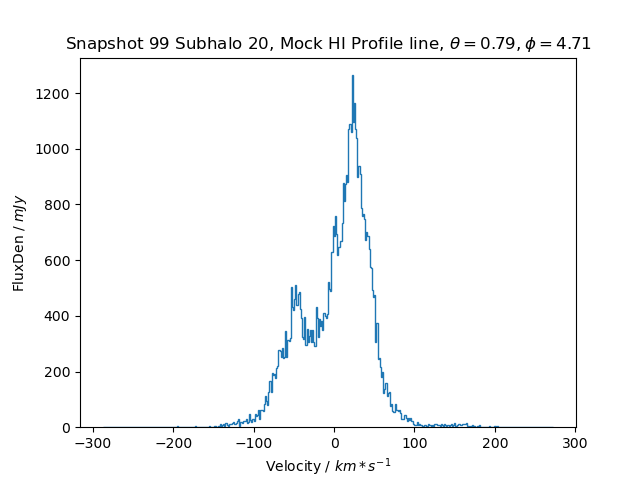 Snapshot 99 Subhalo 20, Mock HI Profile line, θ = 0.79, ϕ = 4.71
1200
1000
800
600
400
200
0
FluxDen / mJy
−300 −200 −100 0 100 200 300
Velocity / km * s⁻¹